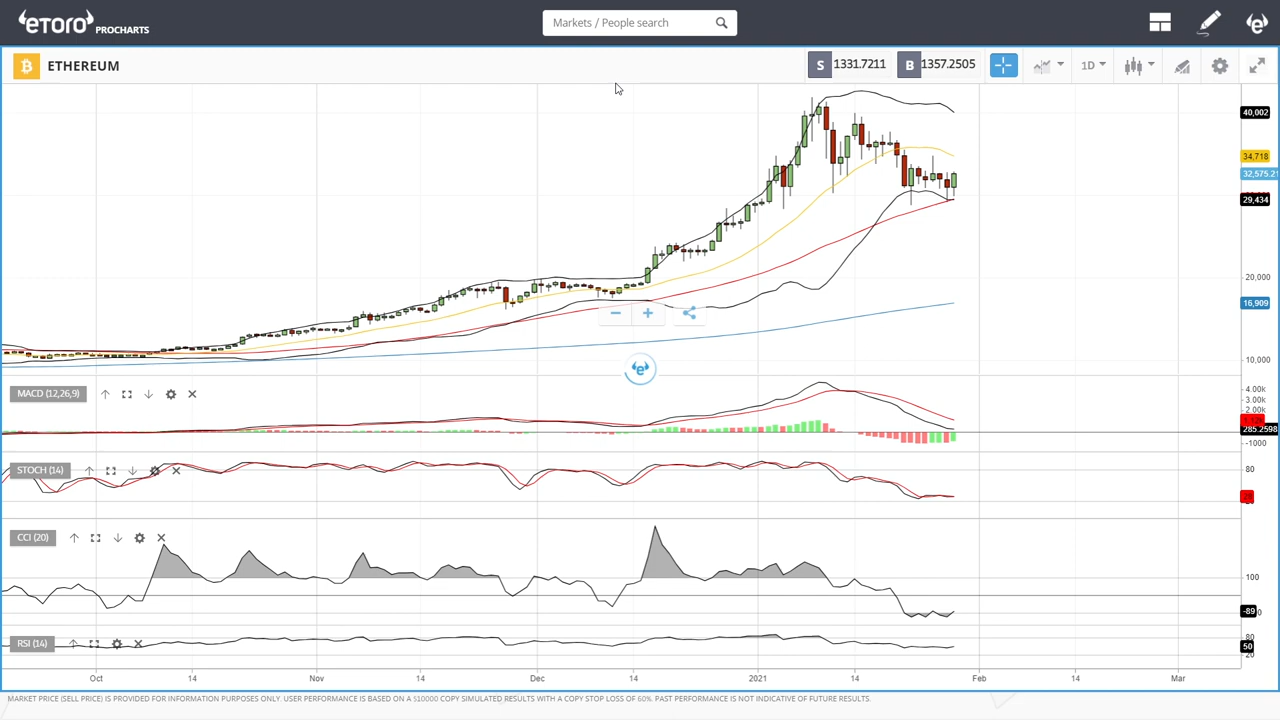 eToro PROCHARTS
Markets / People search
ETHEREUM
S 1331.7211 B 1357.2505 1D
40,002
34,718
32,575.21
29,434
20,000
16,909
10,000
MACD (12,26,9)
4.00k
3.00k
2.00k
285.2598
-1000
STOCH (14)
80
CCI (20)
100
-89
RSI (14)
80
50
20
Oct 14 Nov 14 Dec 14 2021 14 Feb 14 Mar
MARKET PRICE (SELL PRICE) IS PROVIDED FOR INFORMATION PURPOSES ONLY. USER PERFORMANCE IS BASED ON A $10000 COPY SIMULATED RESULTS WITH A COPY STOP LOSS OF 60%. PAST PERFORMANCE IS NOT INDICATIVE OF FUTURE RESULTS.